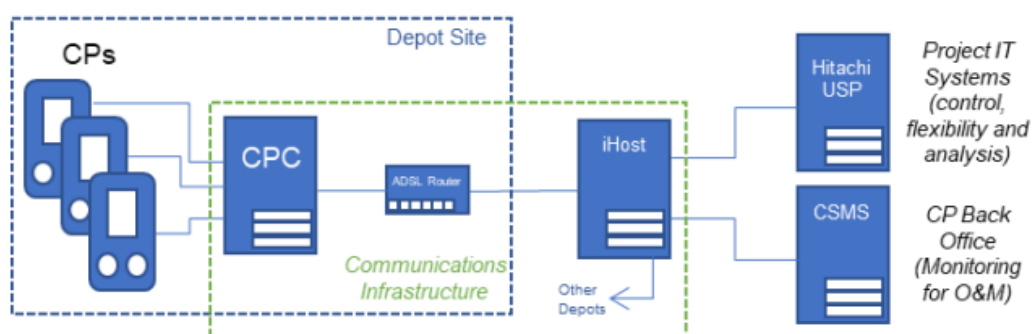 Depot Site
CPs
CPC
ADSL Router
Communications
Infrastructure
iHost
Other
Depots
Hitachi
USP
Project IT
Systems
(control,
flexibility and
analysis)
CSMS
CP Back
Office
(Monitoring
for O&M)